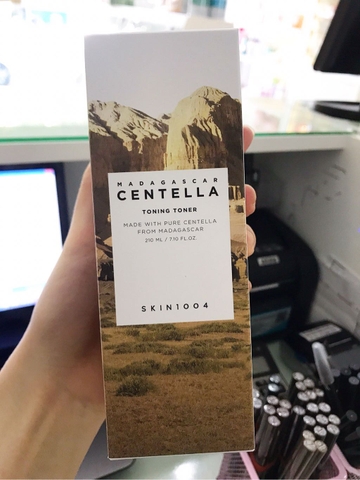 MADAGASCAR
CENTELLA
TONING TONER
MADE WITH PURE CENTELLA
FROM MADAGASCAR
210 ML / 7.10 FL.OZ.
SKIN1004